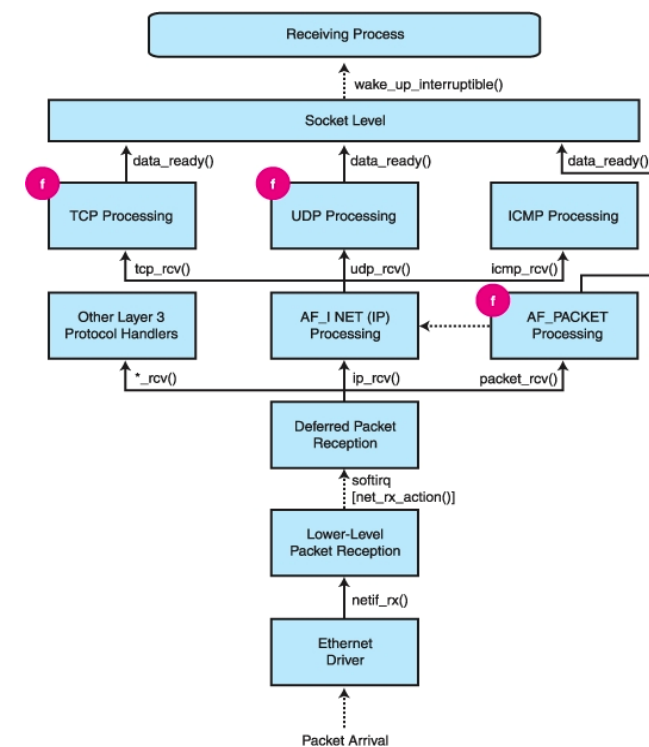 Receiving Process
wake_up_interruptible()
Socket Level
data_ready()
data_ready()
data_ready()
f
TCP Processing
f
UDP Processing
ICMP Processing
tcp_rcv()
udp_rcv()
icmp_rcv()
Other Layer 3
Protocol Handlers
AF_I NET (IP)
Processing
f
AF_PACKET
Processing
*_rcv()
ip_rcv()
packet_rcv()
Deferred Packet
Reception
softirq
[net_rx_action()]
Lower-Level
Packet Reception
netif_rx()
Ethernet
Driver
Packet Arrival